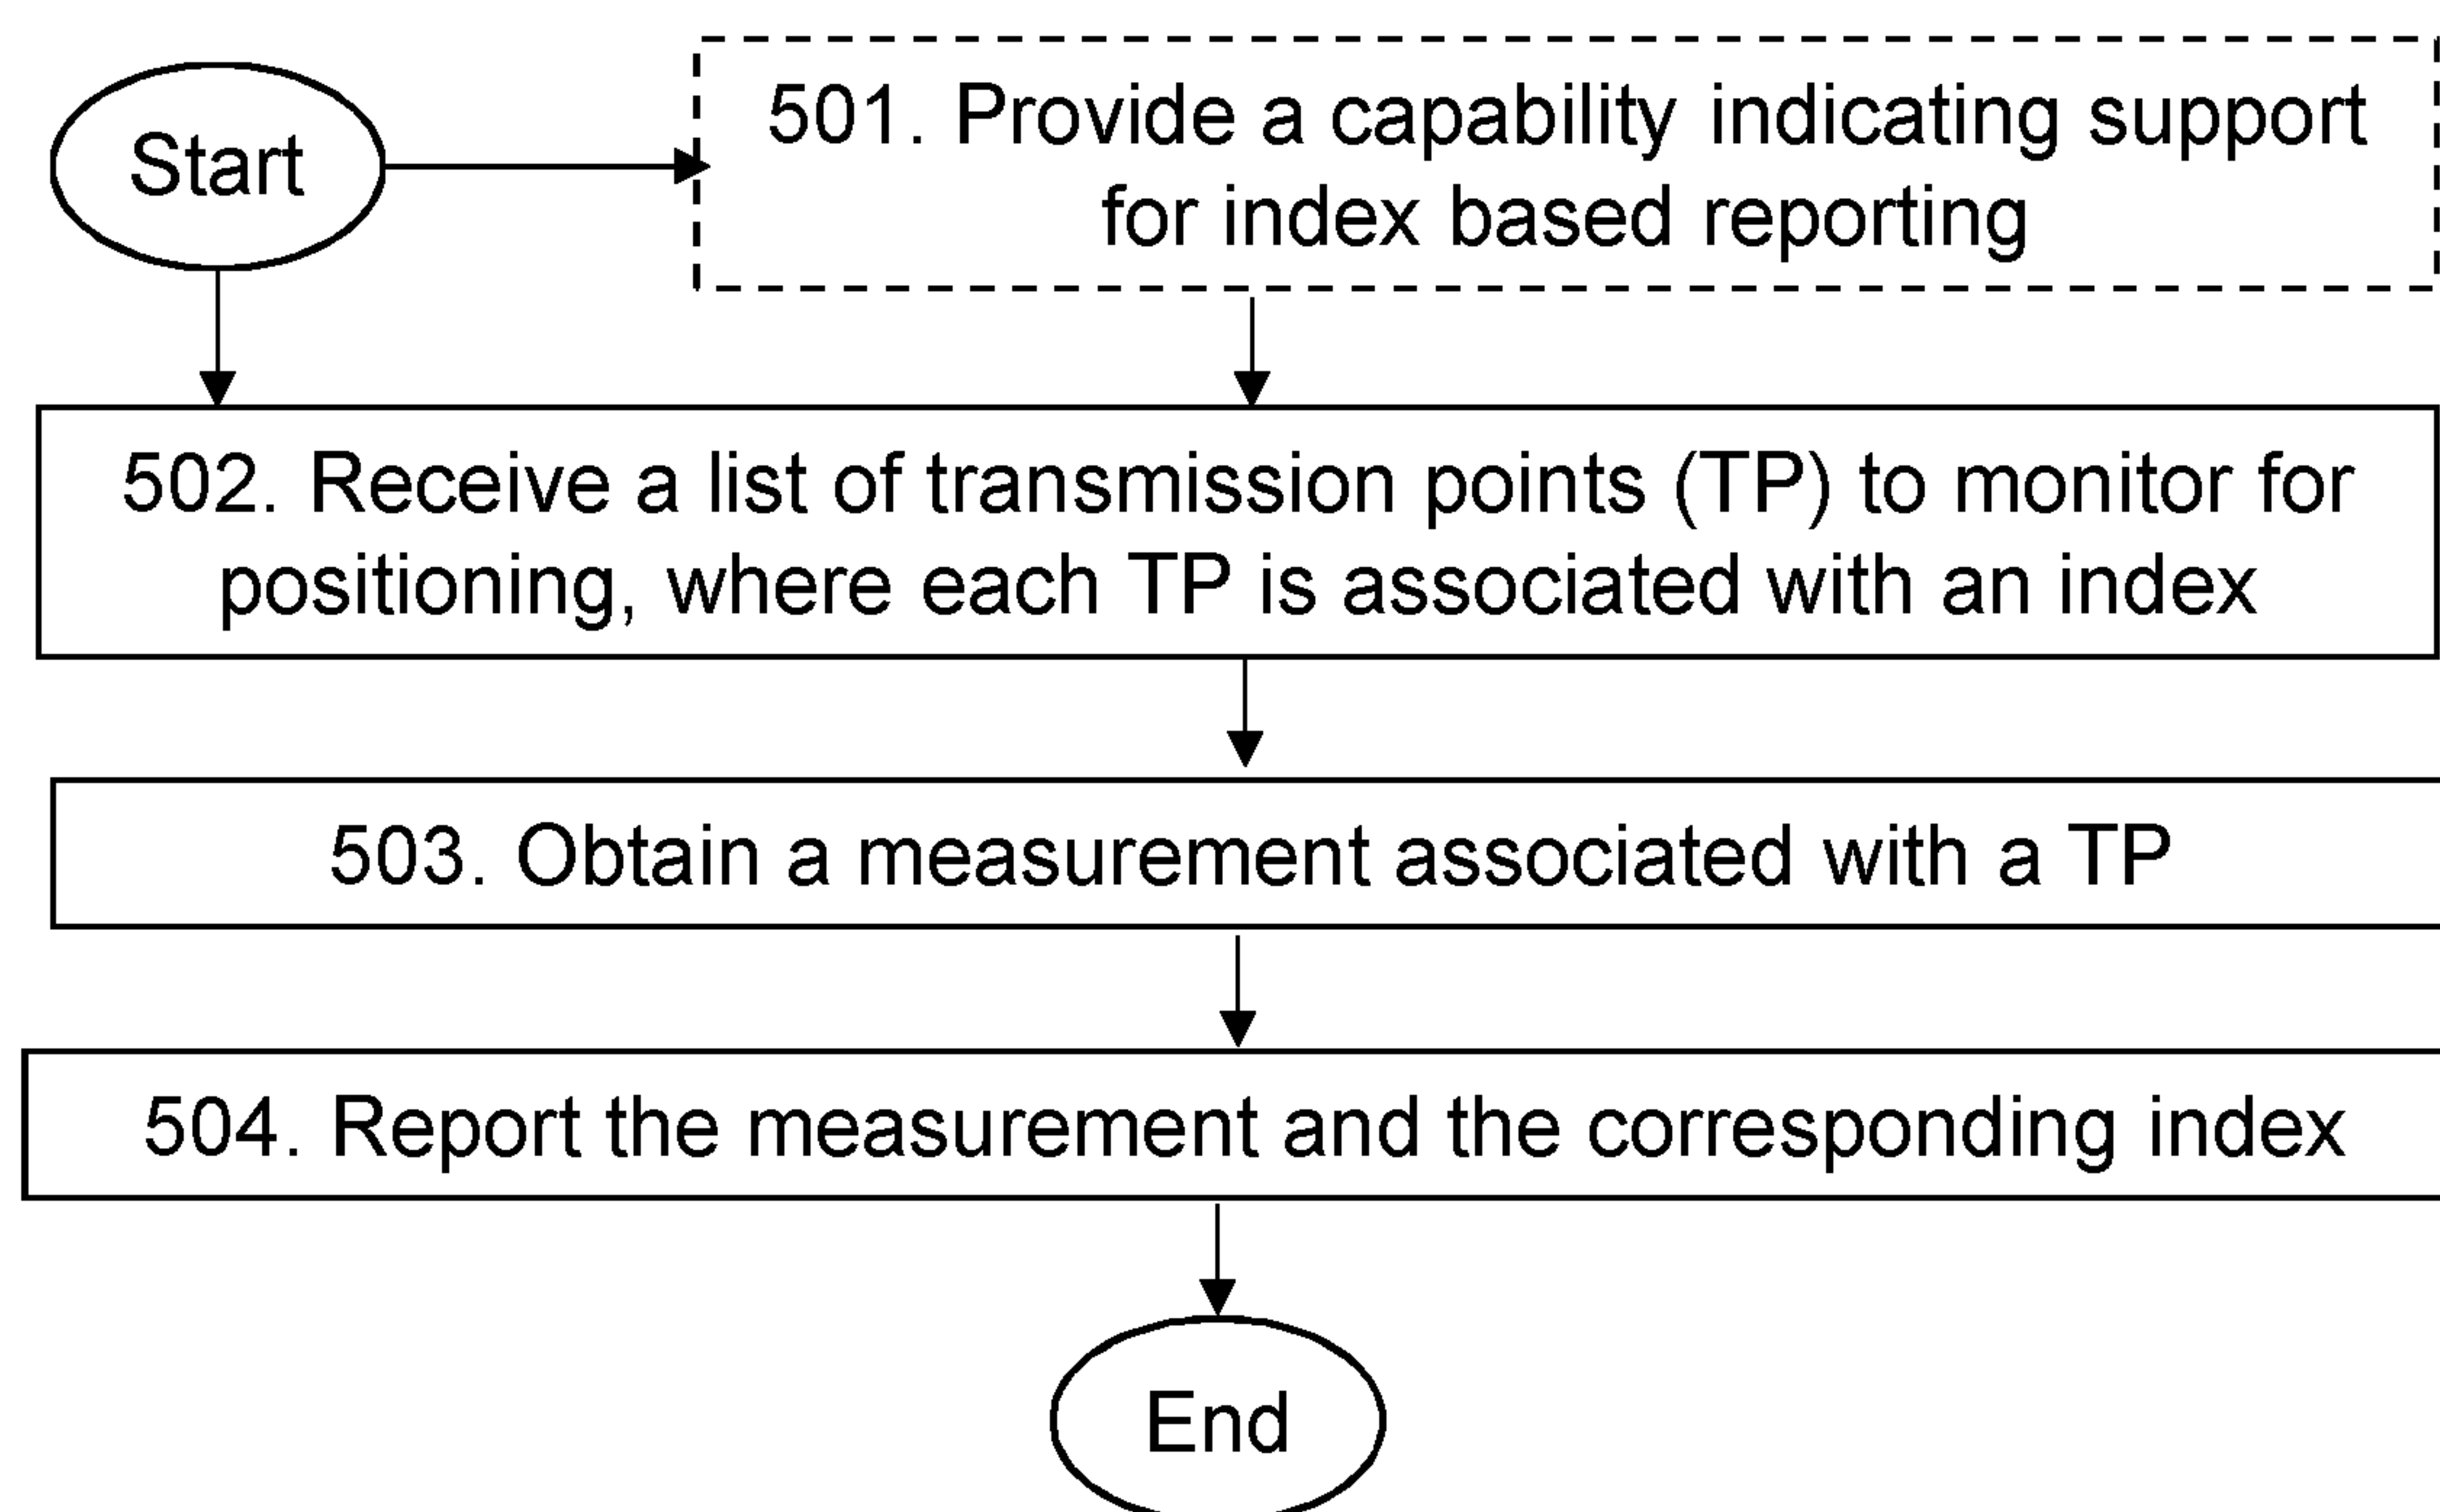 Start
501. Provide a capability indicating support
for index based reporting
502. Receive a list of transmission points (TP) to monitor for
positioning, where each TP is associated with an index
503. Obtain a measurement associated with a TP
504. Report the measurement and the corresponding index
End